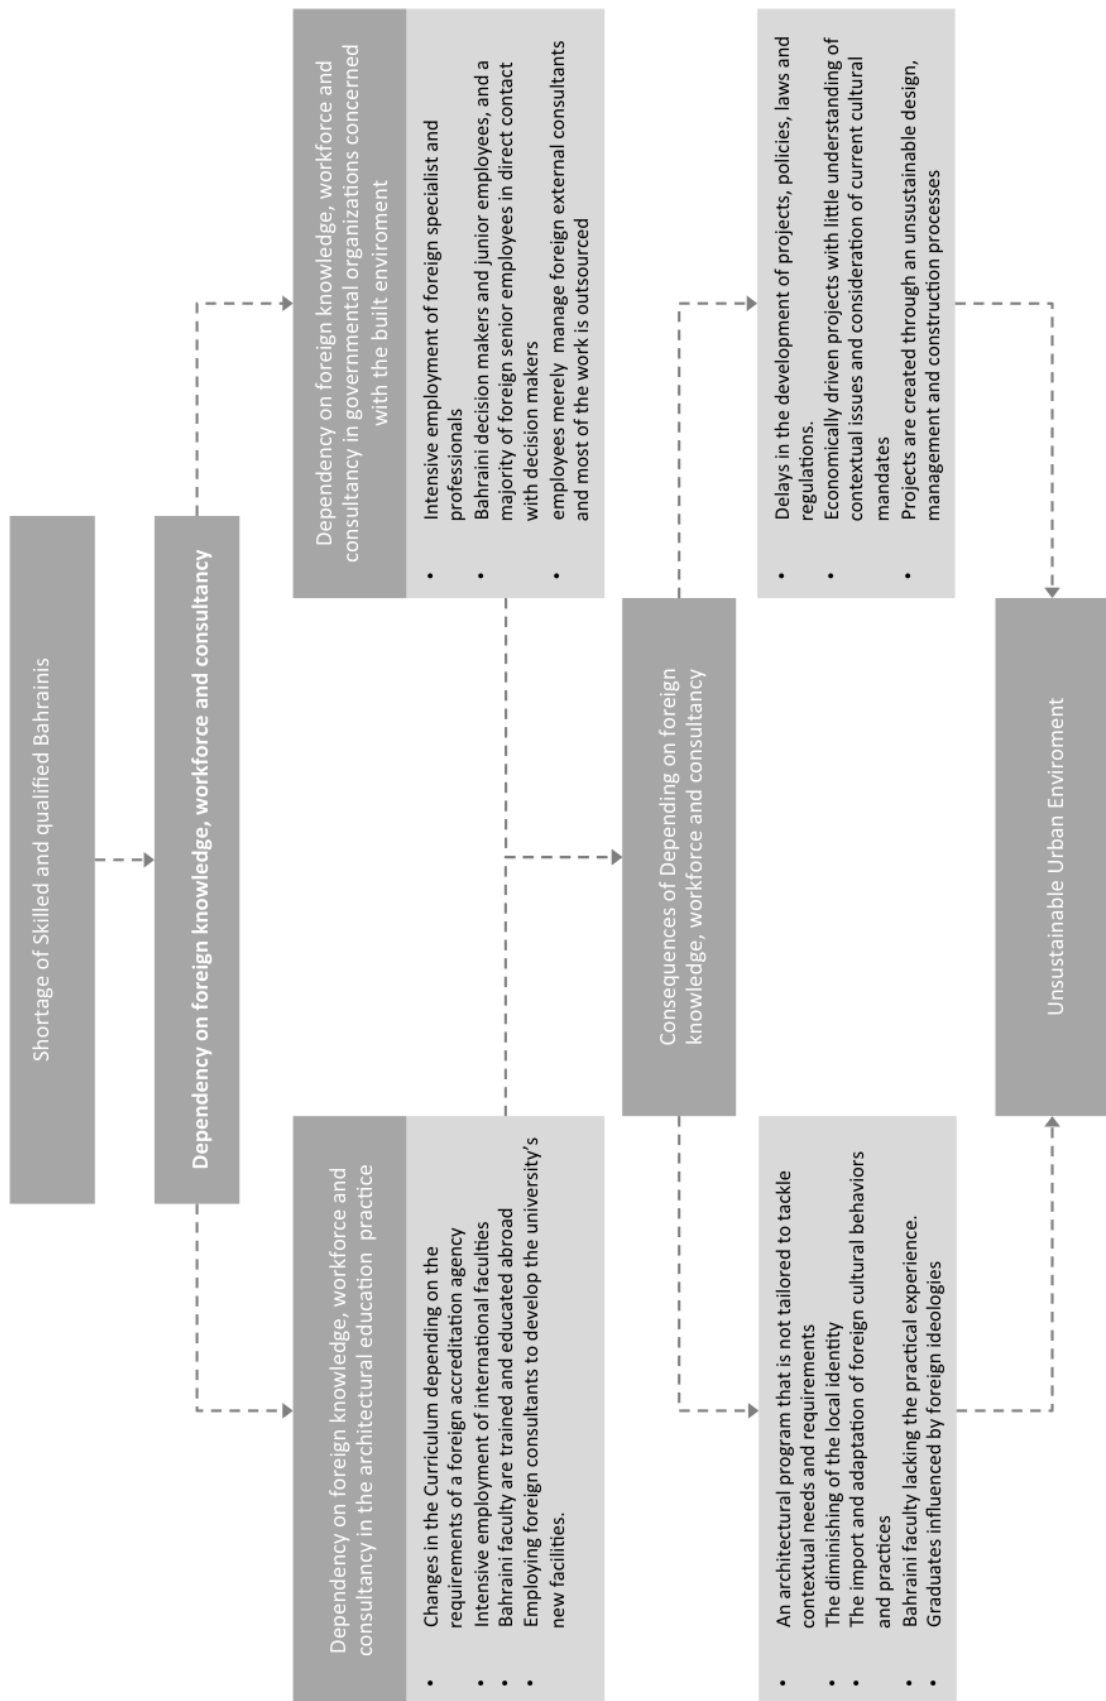 Shortage of Skilled and qualified Bahrainis
Dependency on foreign knowledge, workforce and consultancy
Dependency on foreign knowledge, workforce and
consultancy in the architectural education practice
• Changes in the Curriculum depending on the
requirements of a foreign accreditation agency
• Intensive employment of international faculties
• Bahraini faculty are trained and educated abroad
• Employing foreign consultants to develop the university's
new facilities.
Dependency on foreign knowledge, workforce and
consultancy in governmental organizations concerned
with the built enviroment
• Intensive employment of foreign specialist and
professionals
• Bahraini decision makers and junior employees, and a
majority of foreign senior employees in direct contact
with decision makers
• employees merely manage foreign external consultants
and most of the work is outsourced
Consequences of Depending on foreign
knowledge, workforce and consultancy
• An architectural program that is not tailored to tackle
contextual needs and requirements
• The diminishing of the local identity
• The import and adaptation of foreign cultural behaviors
and practices
• Bahraini faculty lacking the practical experience.
• Graduates influenced by foreign ideologies
• Delays in the development of projects, policies, laws and
regulations.
• Economically driven projects with little understanding of
contextual issues and consideration of current cultural
mandates
• Projects are created through an unsustainable design,
management and construction processes
Unsustainable Urban Enviroment